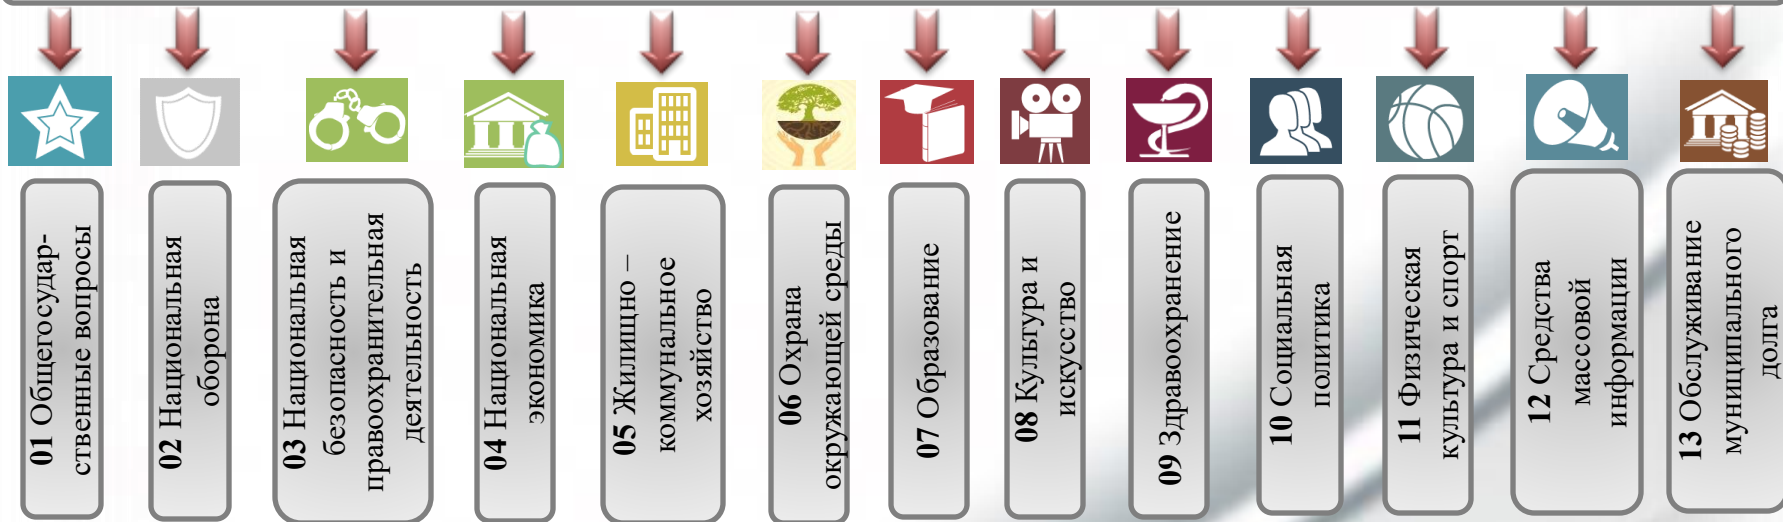 01 Общегосудар-
ственные вопросы
02 Национальная
оборона
03 Национальная
безопасность и
правоохранительная
деятельность
04 Национальная
экономика
05 Жилищно –
коммунальное
хозяйство
06 Охрана
окружающей среды
07 Образование
08 Культура и
искусство
09 Здравоохранение
10 Социальная
политика
11 Физическая
культура и спорт
12 Средства
массовой
информации
13 Обслуживание
муниципального
долга